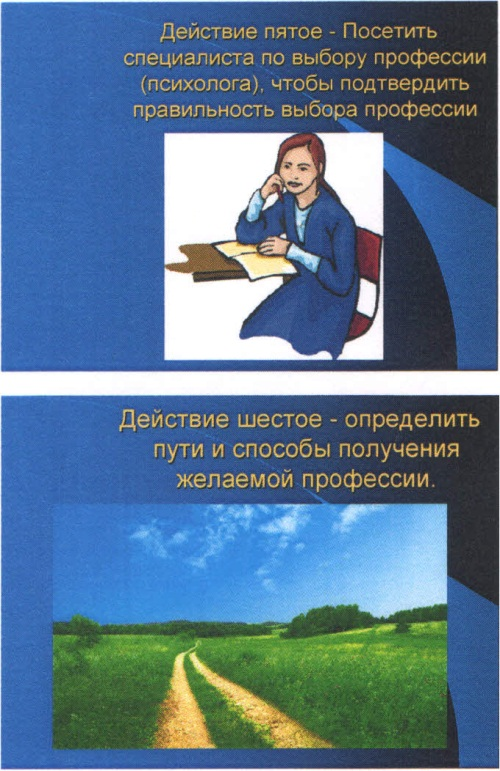 Действие пятое - Посетить
специалиста по выбору профессии
(психолога), чтобы подтвердить
правильность выбора профессии
Действие шестое - определить
пути и способы получения
желаемой профессии.